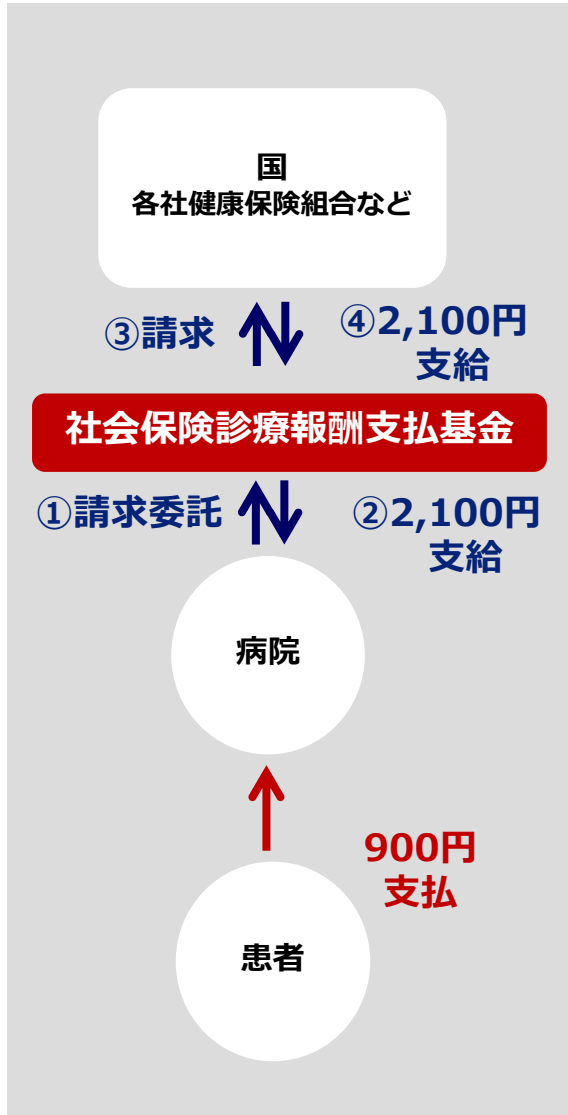 国
各社健康保険組合など
③請求
④2,100円
支給
社会保険診療報酬支払基金
①請求委託
②2,100円
支給
病院
900円
支払
患者